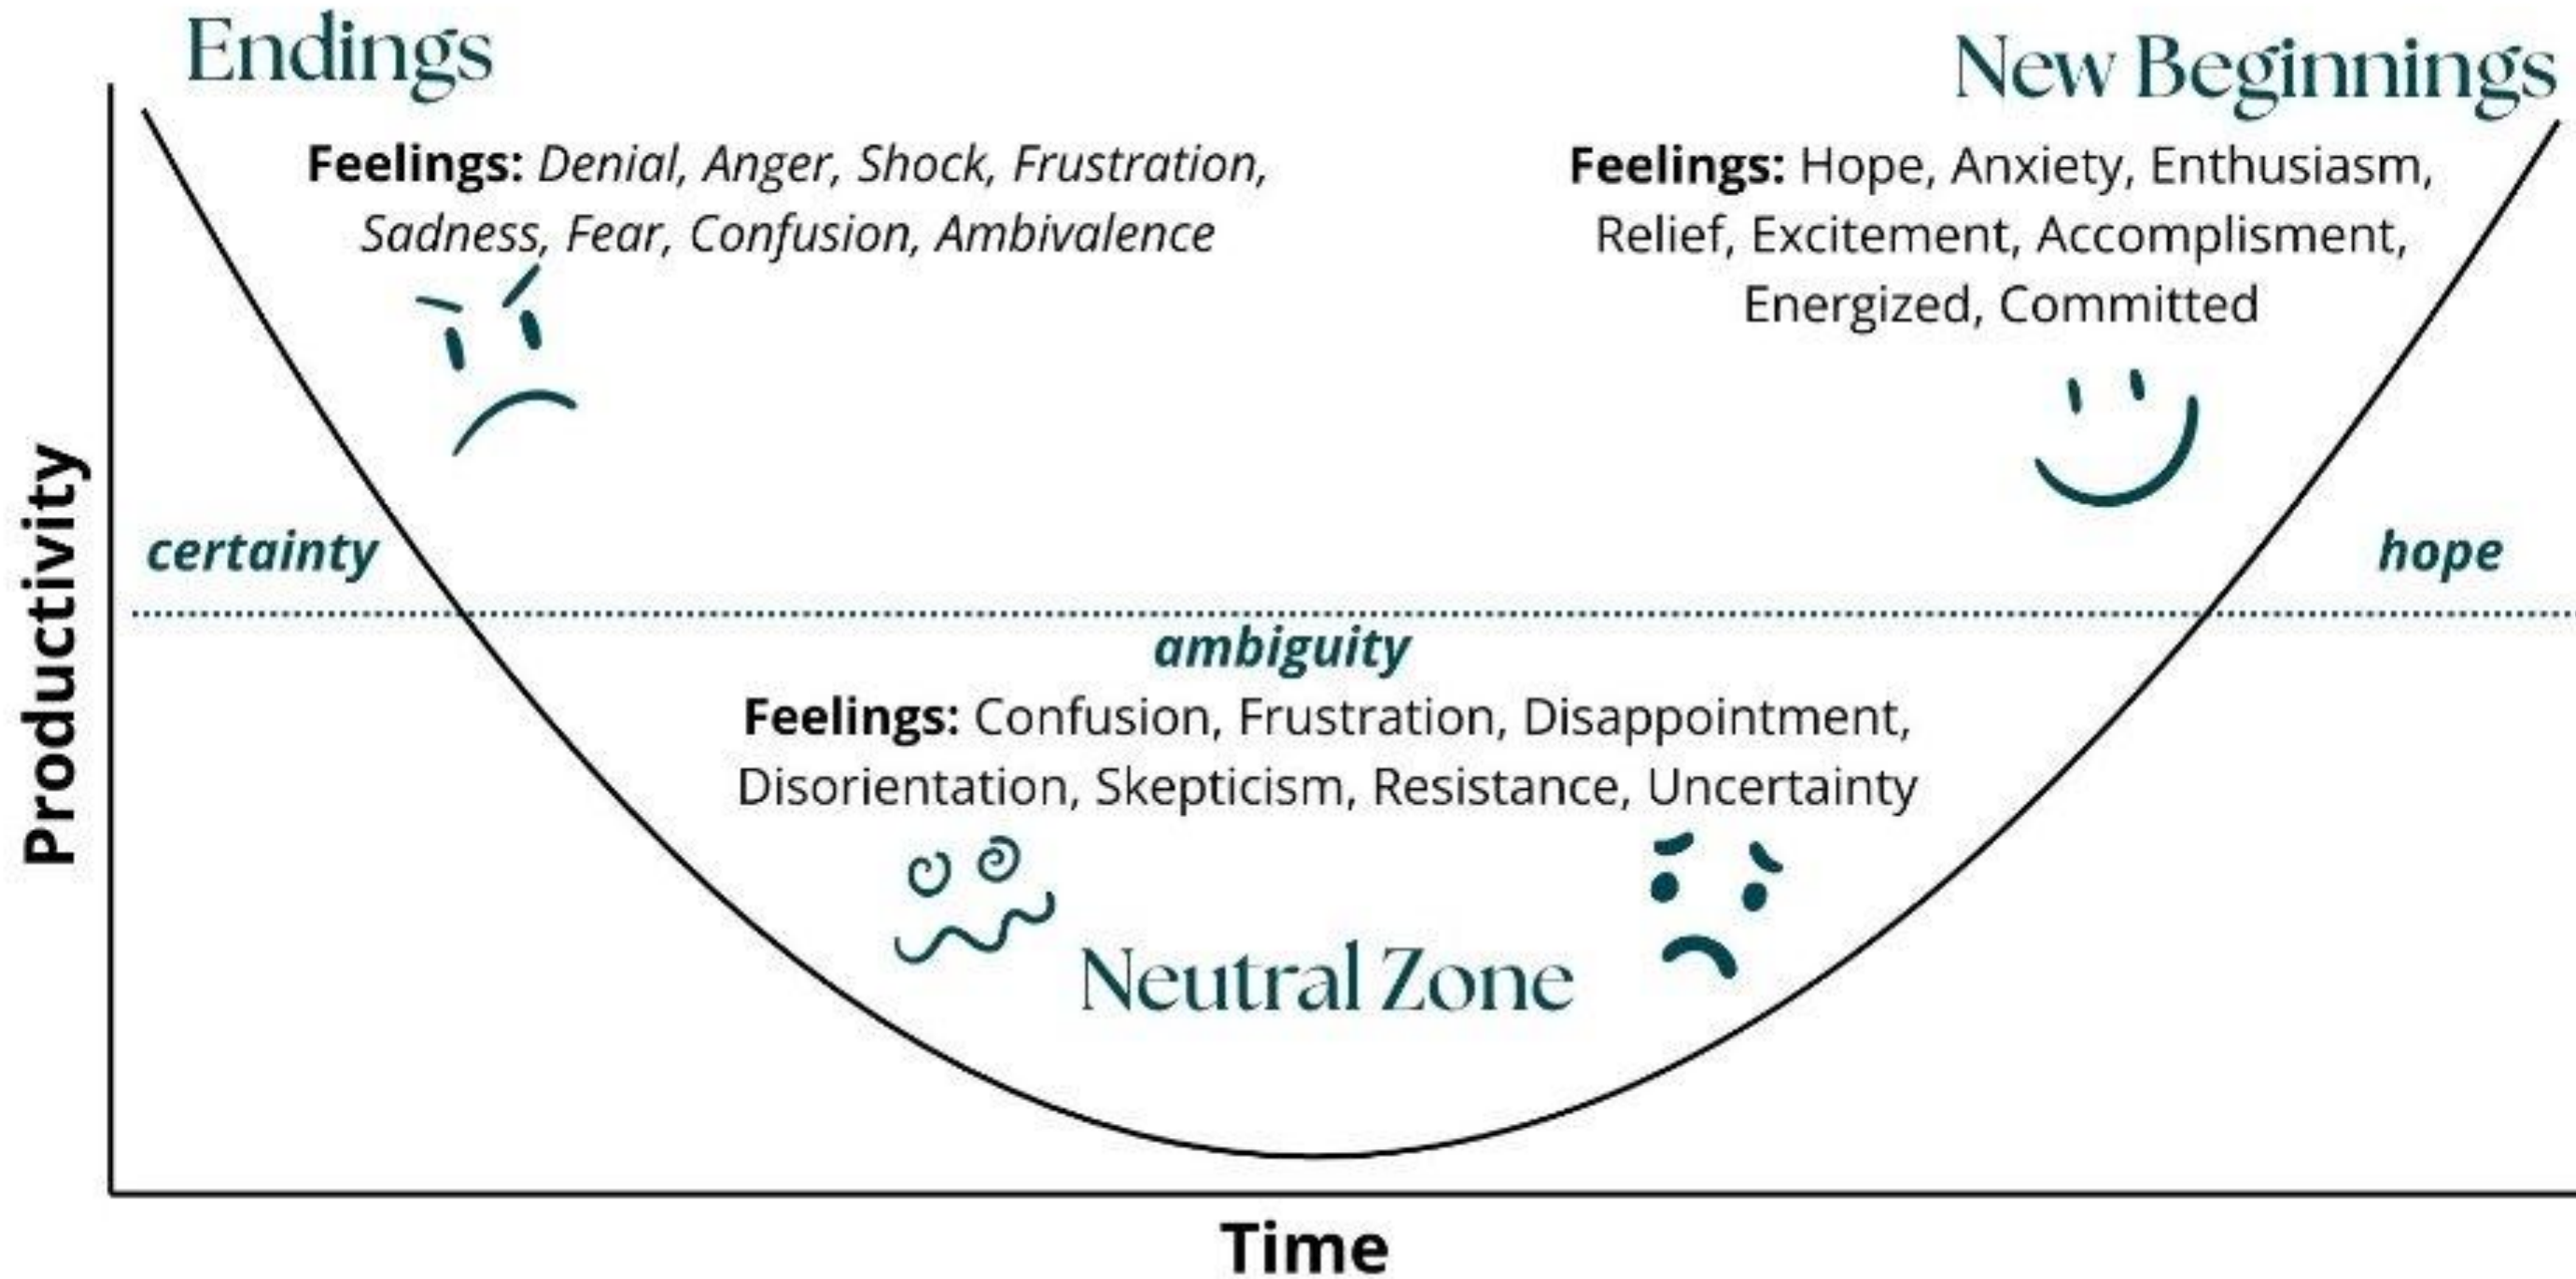 Endings
New Beginnings
Feelings: Denial, Anger, Shock, Frustration,
Sadness, Fear, Confusion, Ambivalence
Feelings: Hope, Anxiety, Enthusiasm,
Relief, Excitement, Accomplisment,
Energized, Committed
Productivity
certainty
hope
ambiguity
Feelings: Confusion, Frustration, Disappointment,
Disorientation, Skepticism, Resistance, Uncertainty
Neutral Zone
Time